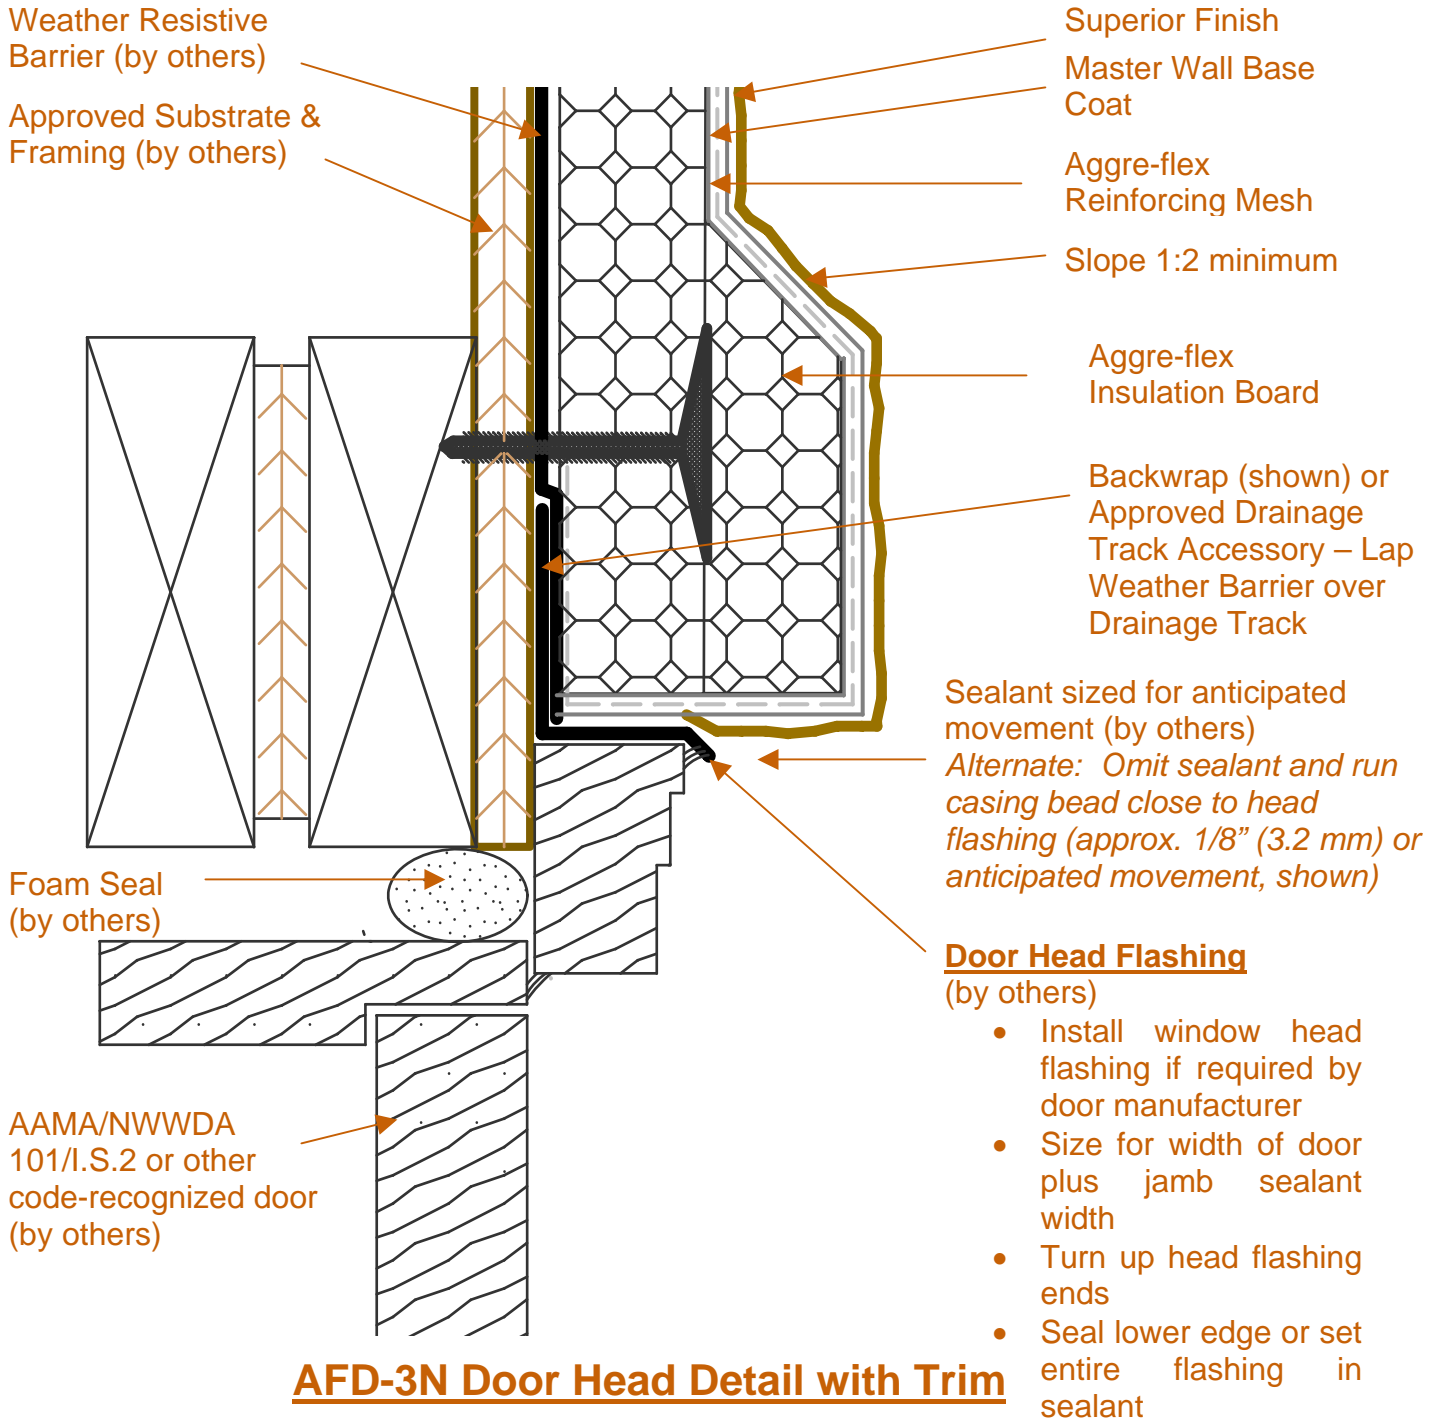 Weather Resistive
Barrier (by others)
Approved Substrate &
Framing (by others)
Superior Finish
Master Wall Base
Coat
Aggre-flex
Reinforcing Mesh
Slope 1:2 minimum
Aggre-flex
Insulation Board
Backwrap (shown) or
Approved Drainage
Track Accessory – Lap
Weather Barrier over
Drainage Track
Sealant sized for anticipated
movement (by others)
Alternate: Omit sealant and run
casing bead close to head
flashing (approx. 1/8” (3.2 mm) or
anticipated movement, shown)
Foam Seal
(by others)
Door Head Flashing
(by others)
• Install window head
flashing if required by
door manufacturer
• Size for width of door
plus jamb sealant
width
• Turn up head flashing
ends
• Seal lower edge or set
entire flashing in
sealant
AAMA/NWWDA
101/I.S.2 or other
code-recognized door
(by others)
AFD-3N Door Head Detail with Trim